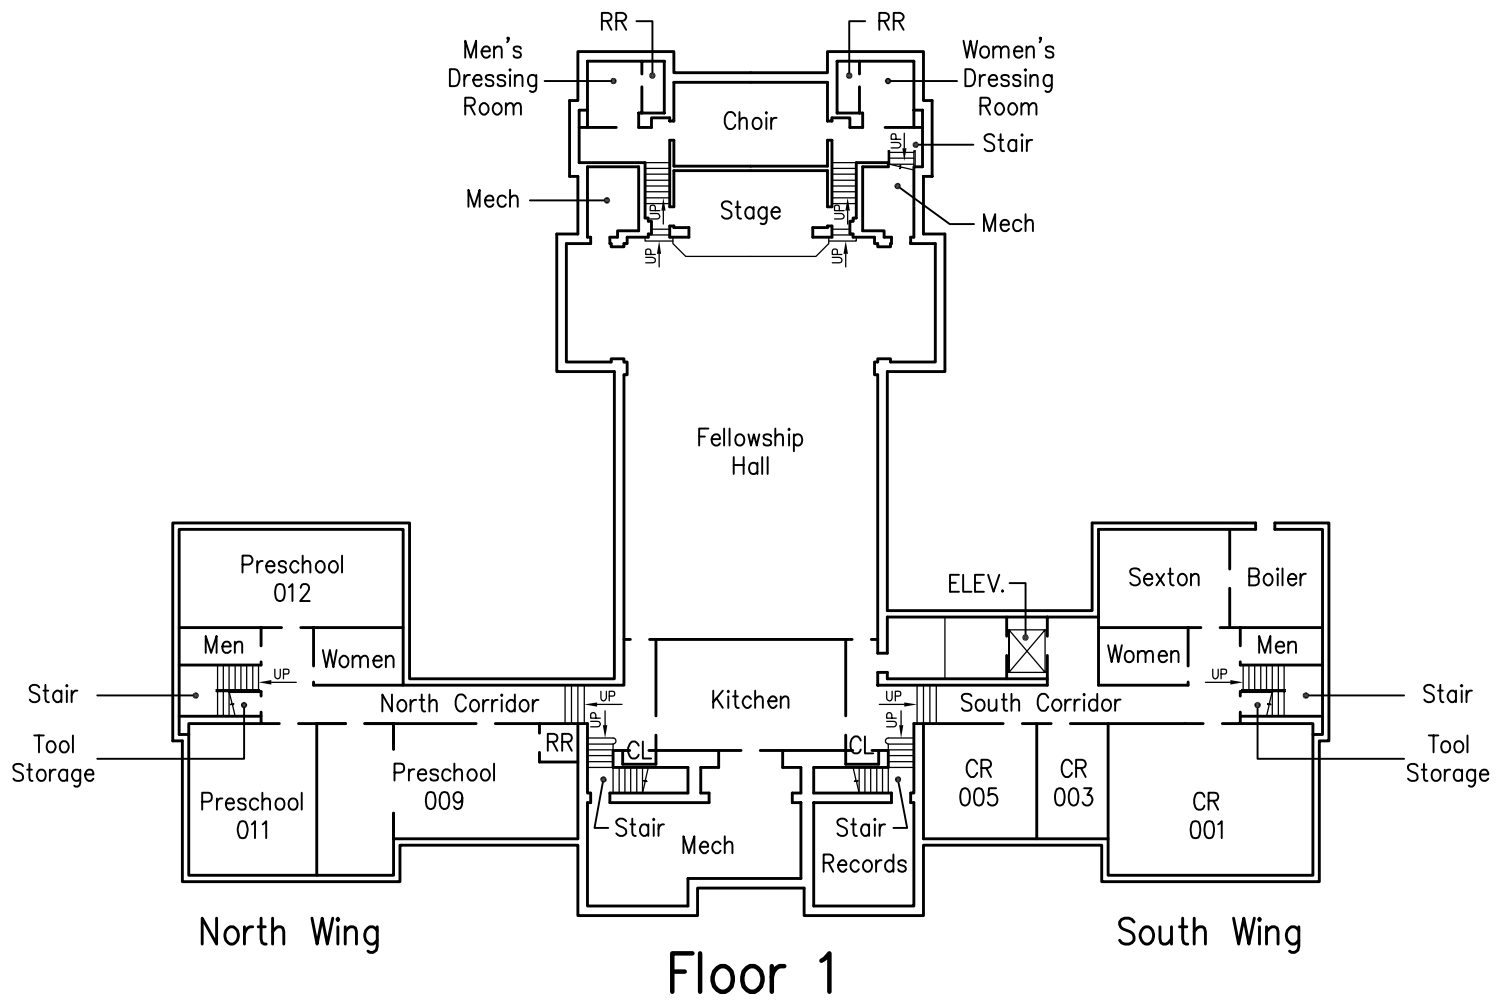 RR
RR
Men's
Dressing
Room
Women's
Dressing
Room
Choir
UP
Stair
Mech
Stage
UP
UP
Mech
UP
UP
Fellowship
Hall
Preschool
012
ELEV.
Sexton
Boiler
Men
Women
Women
Men
UP
UP
Stair
North Corridor
UP
UP
Kitchen
UP
UP
South Corridor
Stair
Tool
Storage
RR
CL
CL
Tool
Storage
Preschool
009
CR
005
CR
003
Preschool
011
CR
001
Stair
Stair
Mech
Records
North Wing
South Wing
Floor 1